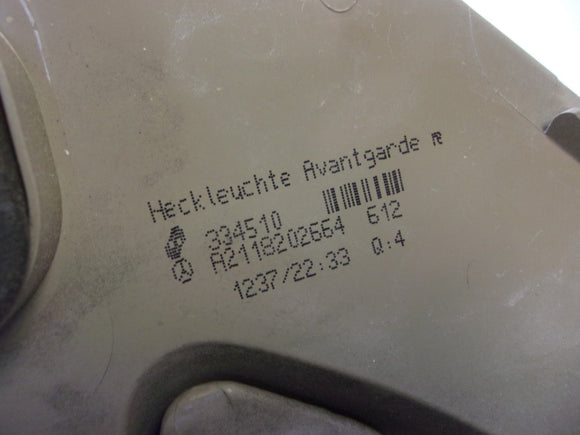 Heckleuchte Avantgarde R
334510
A2118202664 612
1237/22:33 Q:4